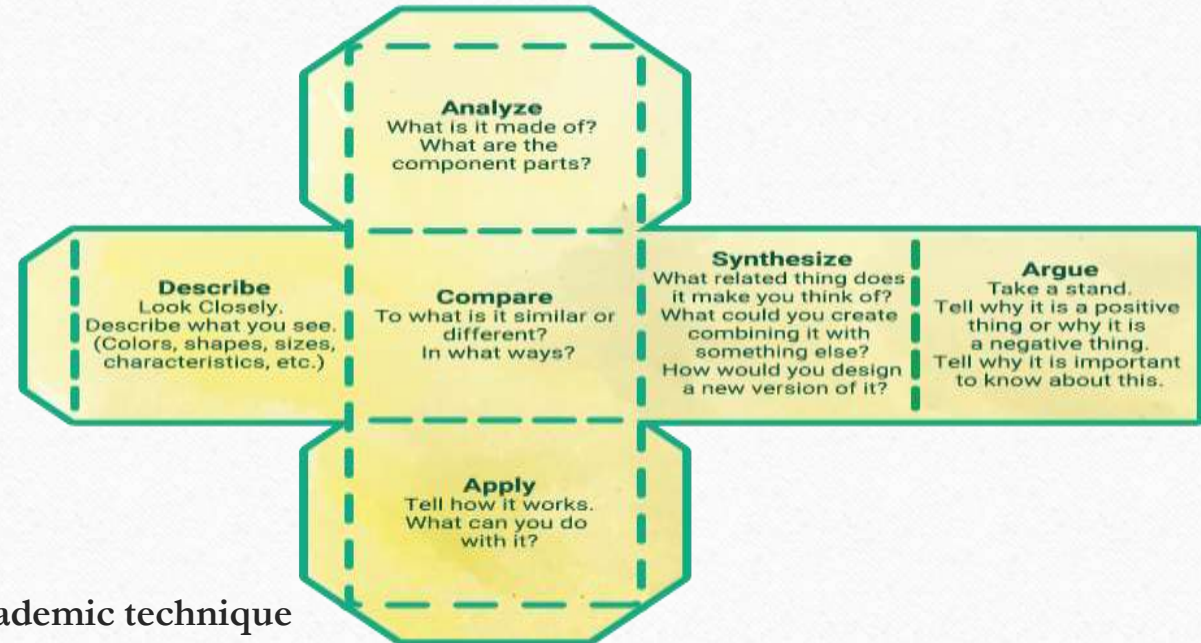 Analyze
What is it made of?
What are the
component parts?
Describe
Look Closely.
Describe what you see.
(Colors, shapes, sizes,
characteristics, etc.)
Compare
To what is it similar or
different?
In what ways?
Synthesize
What related thing does
it make you think of?
What could you create
combining it with
something else?
How would you design
a new version of it?
Argue
Take a stand.
Tell why it is a positive
thing or why it is
a negative thing.
Tell why it is important
to know about this.
Apply
Tell how it works.
What can you do
with it?
technique